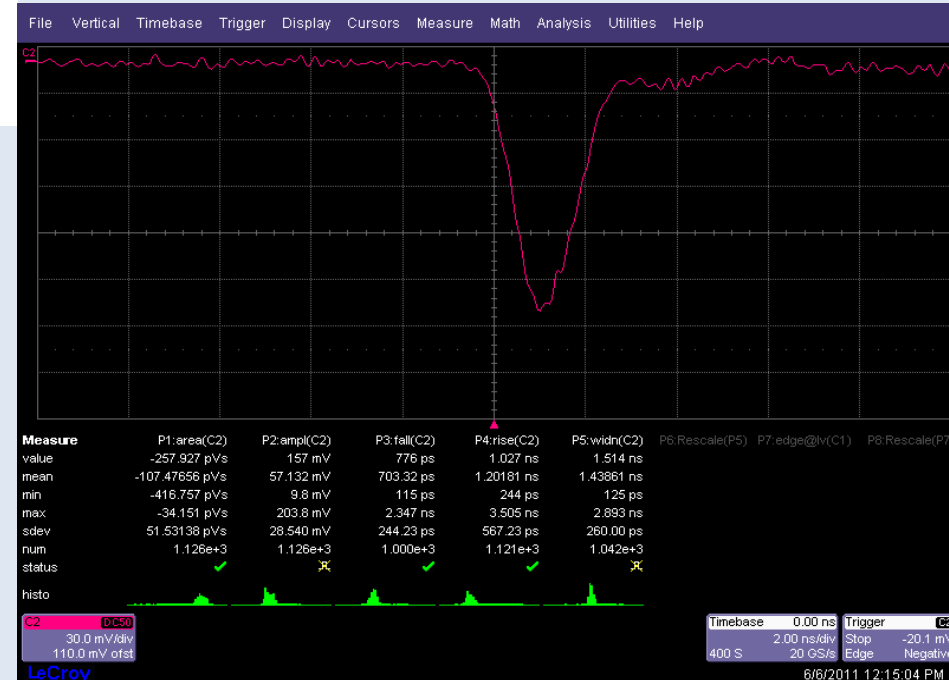 File Vertical Timebase Trigger Display Cursors Measure Math Analysis Utilities Help
C2
Measure P1:area(C2) P2:ampl(C2) P3:fall(C2) P4:rise(C2) P5:widn(C2) P6:Rescale(P5) P7:edge@lv(C1) P8:Rescale(P7
value -257.927 pVs 157 mV 776 ps 1.027 ns 1.514 ns
mean -107.47656 pVs 57.132 mV 703.32 ps 1.20181 ns 1.43861 ns
min -416.757 pVs 9.8 mV 115 ps 244 ps 125 ps
max -34.151 pVs 203.8 mV 2.347 ns 3.505 ns 2.893 ns
sdev 51.53138 pVs 28.540 mV 244.23 ps 567.23 ps 260.00 ps
num 1.126e+3 1.126e+3 1.000e+3 1.121e+3 1.042e+3
status
histo
C2 DC50 Timebase 0.00 ns Trigger C2
30.0 mV/div 2.00 ns/div Stop -20.1 mV
110.0 mV ofst 400 S 20 GS/s Edge Negative
LeCroy 6/6/2011 12:15:04 PM